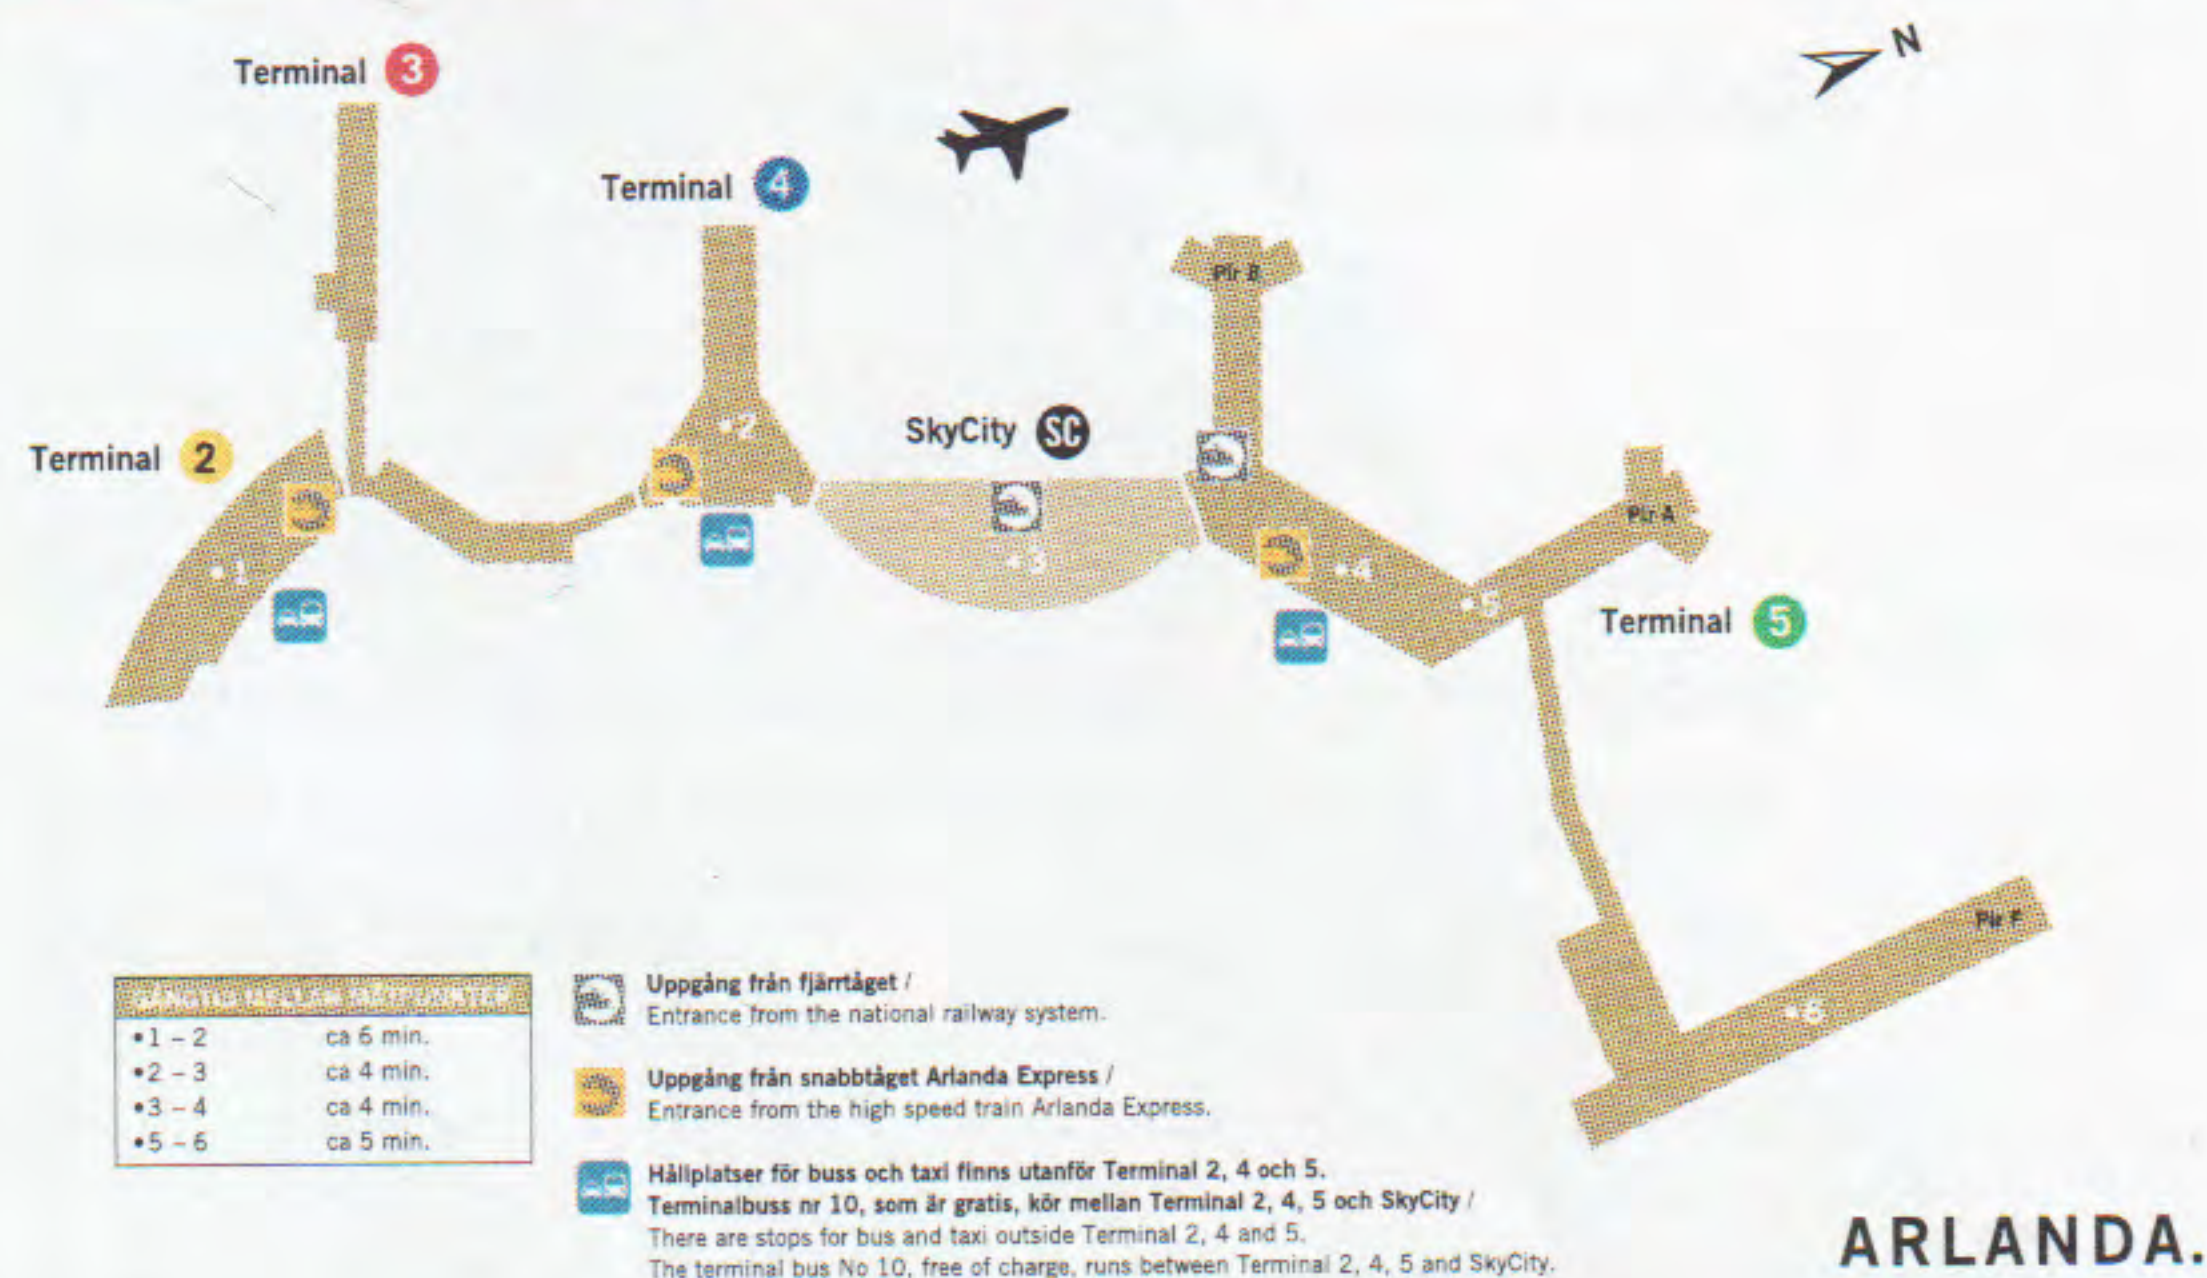 Terminal 3
N
Terminal 4
Pir B
SkyCity SC
Terminal 2
•2
Pir A
•1
•3
•4
•5
Terminal 5
Pir F
•6
GÅNGTID MELLAN MÄTPUNKTER
•1 – 2 ca 6 min.
•2 – 3 ca 4 min.
•3 – 4 ca 4 min.
•5 – 6 ca 5 min.
Uppgång från fjärrtåget /
Entrance from the national railway system.
Uppgång från snabbtåget Arlanda Express /
Entrance from the high speed train Arlanda Express.
Hållplatser för buss och taxi finns utanför Terminal 2, 4 och 5.
Terminalbuss nr 10, som är gratis, kör mellan Terminal 2, 4, 5 och SkyCity /
There are stops for bus and taxi outside Terminal 2, 4 and 5.
The terminal bus No 10, free of charge, runs between Terminal 2, 4, 5 and SkyCity.
ARLANDA.